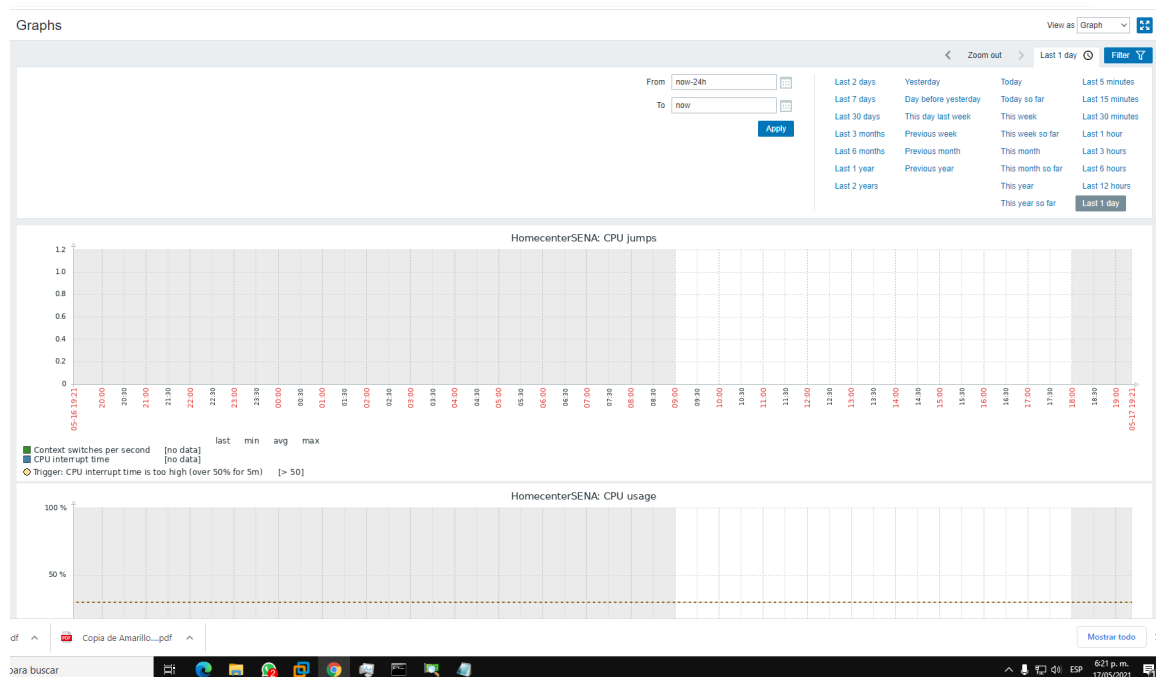 Graphs
View as Graph
Zoom out Last 1 day Filter
From now-24h
To now
Apply
Last 2 days Yesterday Today Last 5 minutes
Last 7 days Day before yesterday Today so far Last 15 minutes
Last 30 days This day last week This week Last 30 minutes
Last 3 months Previous week This week so far Last 1 hour
Last 6 months Previous month This month Last 3 hours
Last 1 year Previous year This month so far Last 6 hours
Last 2 years This year Last 12 hours
This year so far Last 1 day
HomecenterSENA: CPU jumps
1.2
1.0
0.8
0.6
0.4
0.2
0
05-16 19:21 20:00 20:30 21:00 21:30 22:00 22:30 23:00 23:30 00:00 00:30 01:00 01:30 02:00 02:30 03:00 03:30 04:00 04:30 05:00 05:30 06:00 06:30 07:00 07:30 08:00 08:30 09:00 09:30 10:00 10:30 11:00 11:30 12:00 12:30 13:00 13:30 14:00 14:30 15:00 15:30 16:00 16:30 17:00 17:30 18:00 18:30 19:00 05-17 19:21
last min avg max
Context switches per second [no data]
CPU interrupt time [no data]
Trigger: CPU interrupt time is too high (over 50% for 5m) [> 50]
HomecenterSENA: CPU usage
100 %
50 %
df Copia de Amarillo....pdf Mostrar todo
para buscar
2
ESP 6:21 p. m.
17/05/2021